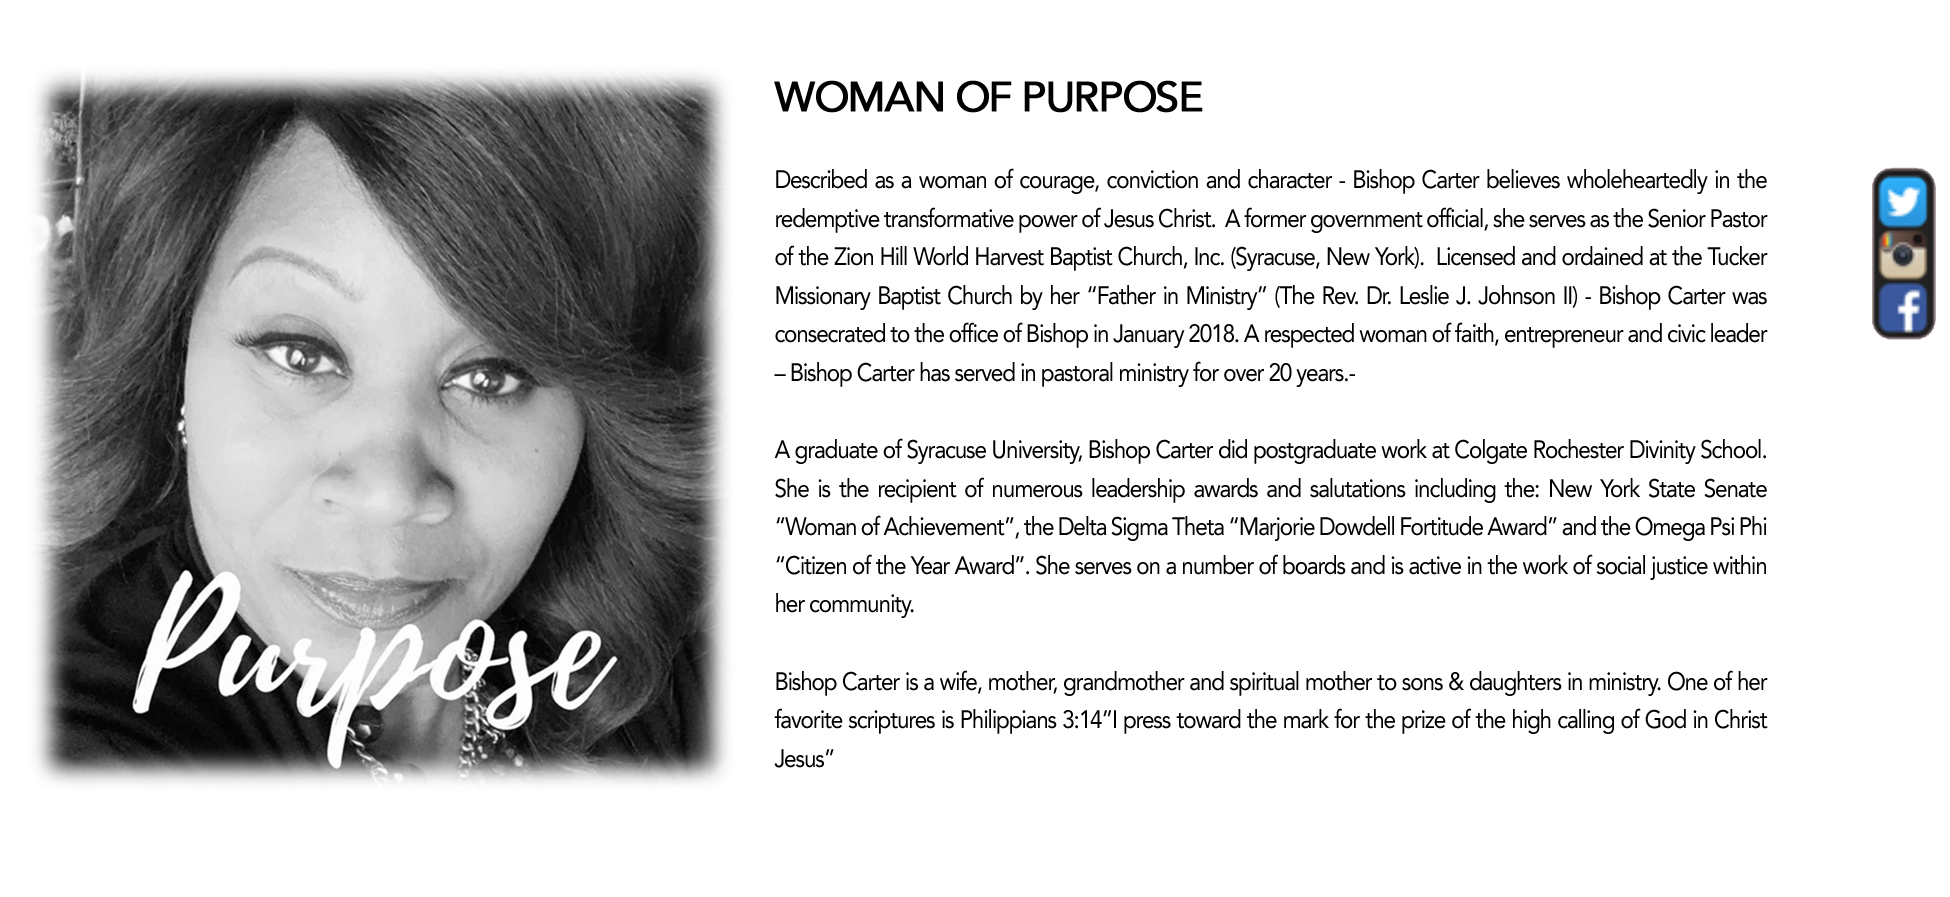 WOMAN OF PURPOSE
Described as a woman of courage, conviction and character - Bishop Carter believes wholeheartedly in the
redemptive transformative power of Jesus Christ.  A former government official, she serves as the Senior Pastor
of the Zion Hill World Harvest Baptist Church, Inc. (Syracuse, New York).  Licensed and ordained at the Tucker
Missionary Baptist Church by her “Father in Ministry” (The Rev. Dr. Leslie J. Johnson II) - Bishop Carter was
consecrated to the office of Bishop in January 2018. A respected woman of faith, entrepreneur and civic leader
– Bishop Carter has served in pastoral ministry for over 20 years.-
A graduate of Syracuse University, Bishop Carter did postgraduate work at Colgate Rochester Divinity School.
She is the recipient of numerous leadership awards and salutations including the: New York State Senate
“Woman of Achievement”, the Delta Sigma Theta “Marjorie Dowdell Fortitude Award” and the Omega Psi Phi
“Citizen of the Year Award”. She serves on a number of boards and is active in the work of social justice within
her community.
Bishop Carter is a wife, mother, grandmother and spiritual mother to sons & daughters in ministry. One of her
favorite scriptures is Philippians 3:14”I press toward the mark for the prize of the high calling of God in Christ
Jesus”
Purpose